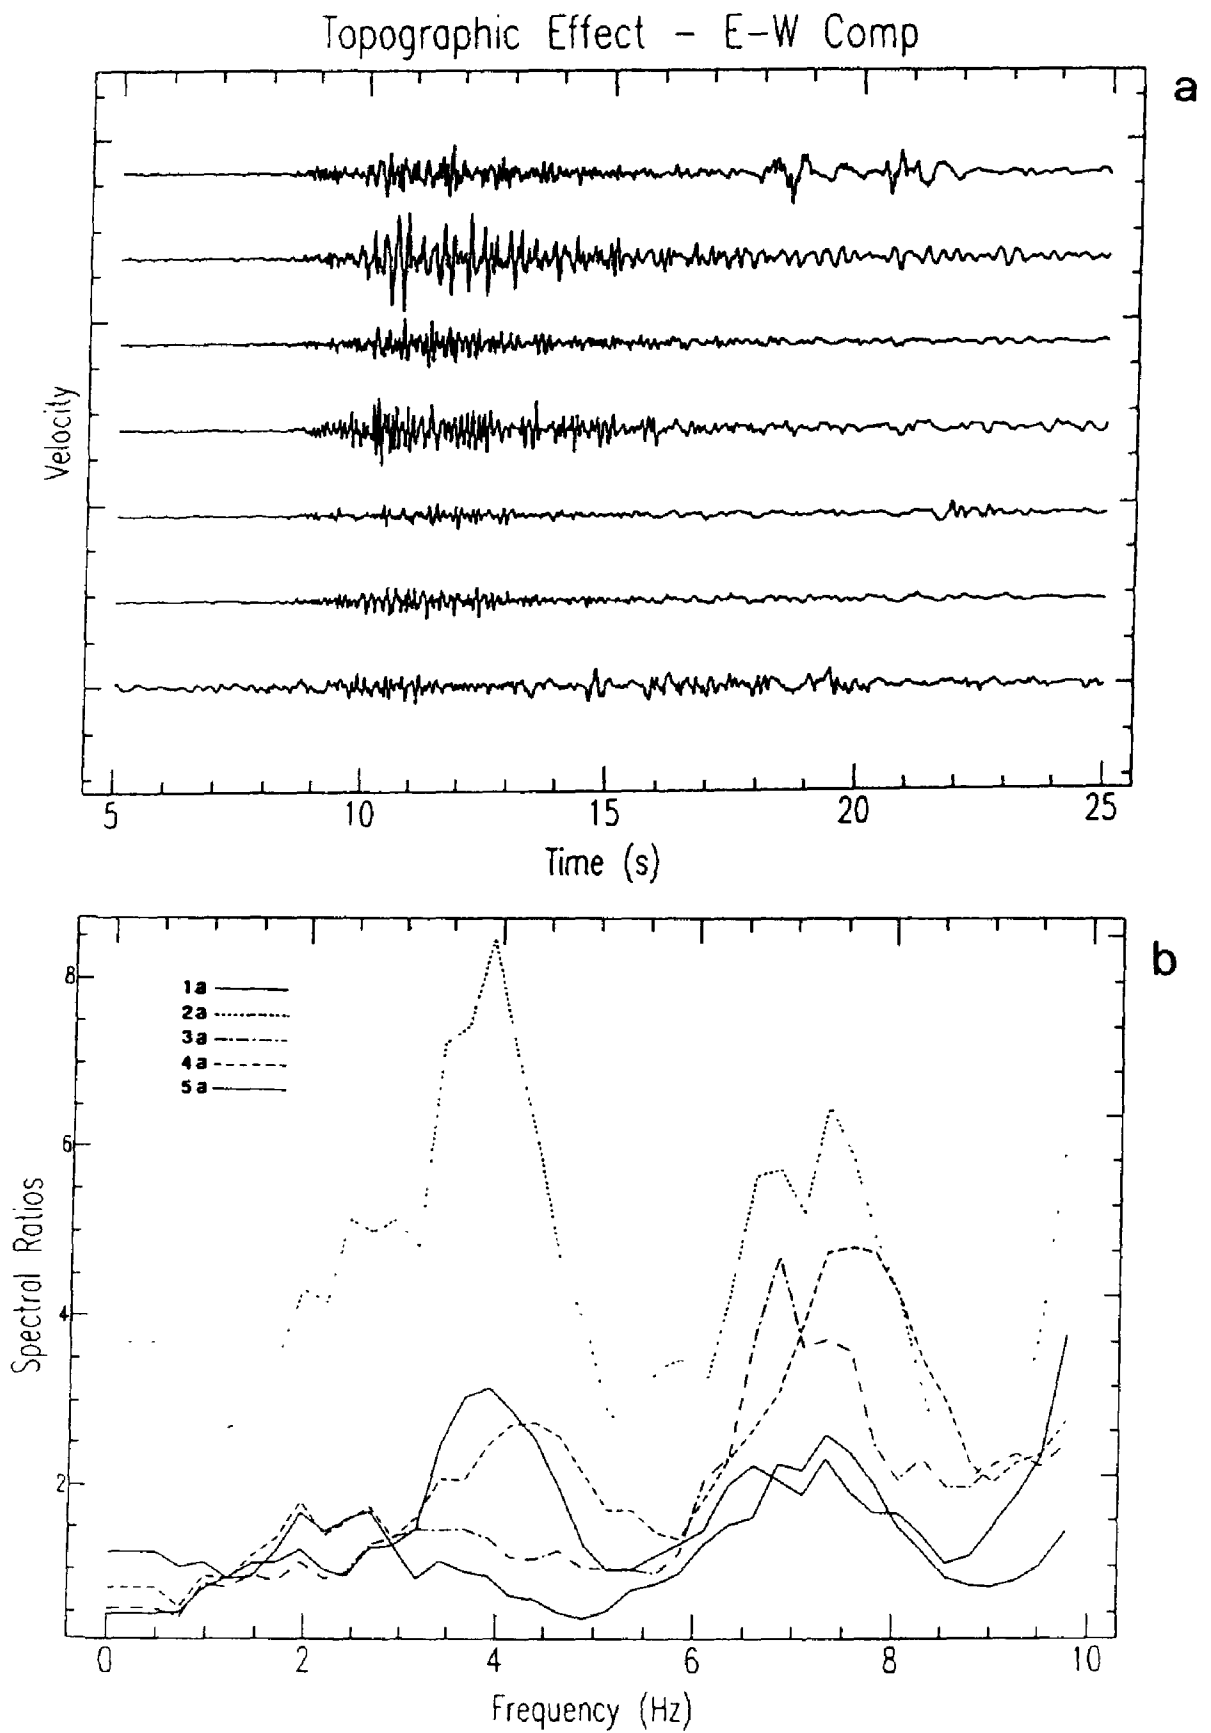 Topographic Effect - E-W Comp
a
Velocity
5 10 15 20 25
Time (s)
b
1a
2a
3a
4a
5a
8
6
4
2
Spectral Ratios
0 2 4 6 8 10
Frequency (Hz)